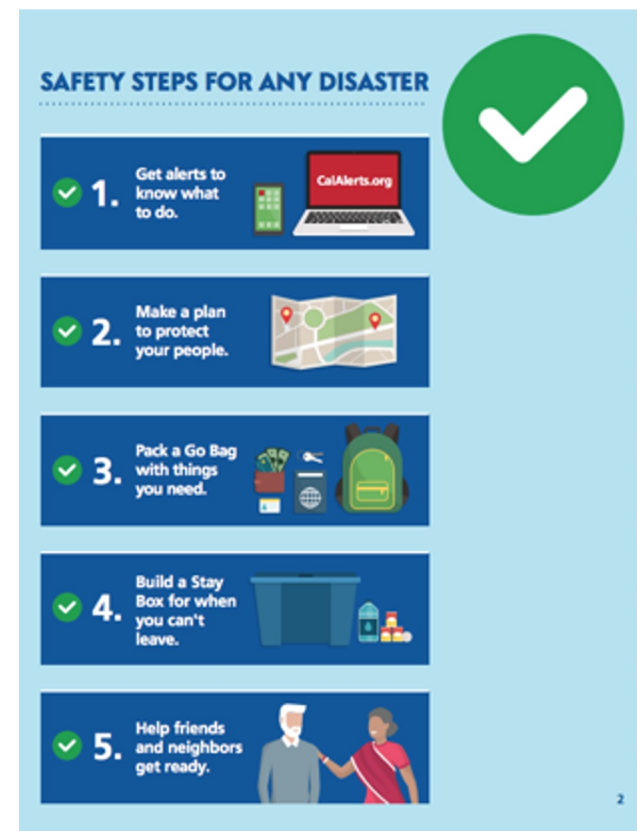 SAFETY STEPS FOR ANY DISASTER
1.
Get alerts to
know what
to do.
CalAlerts.org
2.
Make a plan
to protect
your people.
3.
Pack a Go Bag
with things
you need.
4.
Build a Stay
Box for when
you can't
leave.
5.
Help friends
and neighbors
get ready.
2